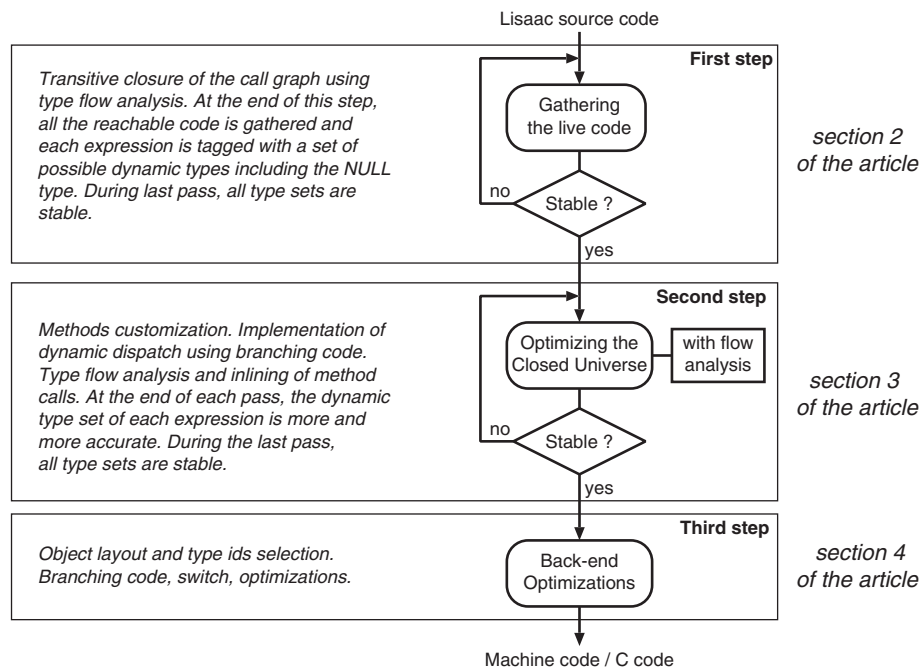 Lisaac source code
First step
Transitive closure of the call graph using
type flow analysis. At the end of this step,
all the reachable code is gathered and
each expression is tagged with a set of
possible dynamic types including the NULL
type. During last pass, all type sets are
stable.
Gathering
the live code
no
Stable ?
yes
section 2
of the article
Second step
Methods customization. Implementation of
dynamic dispatch using branching code.
Type flow analysis and inlining of method
calls. At the end of each pass, the dynamic
type set of each expression is more and
more accurate. During the last pass,
all type sets are stable.
Optimizing the
Closed Universe
with flow
analysis
no
Stable ?
yes
section 3
of the article
Third step
Object layout and type ids selection.
Branching code, switch, optimizations.
Back-end
Optimizations
section 4
of the article
Machine code / C code